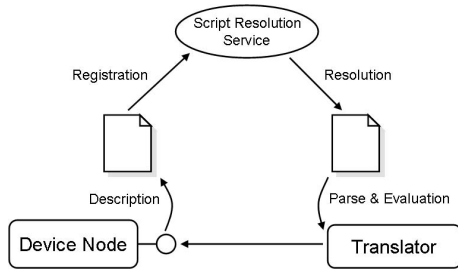 Script Resolution
Service
Registration
Resolution
Description
Parse & Evaluation
Device Node
Translator